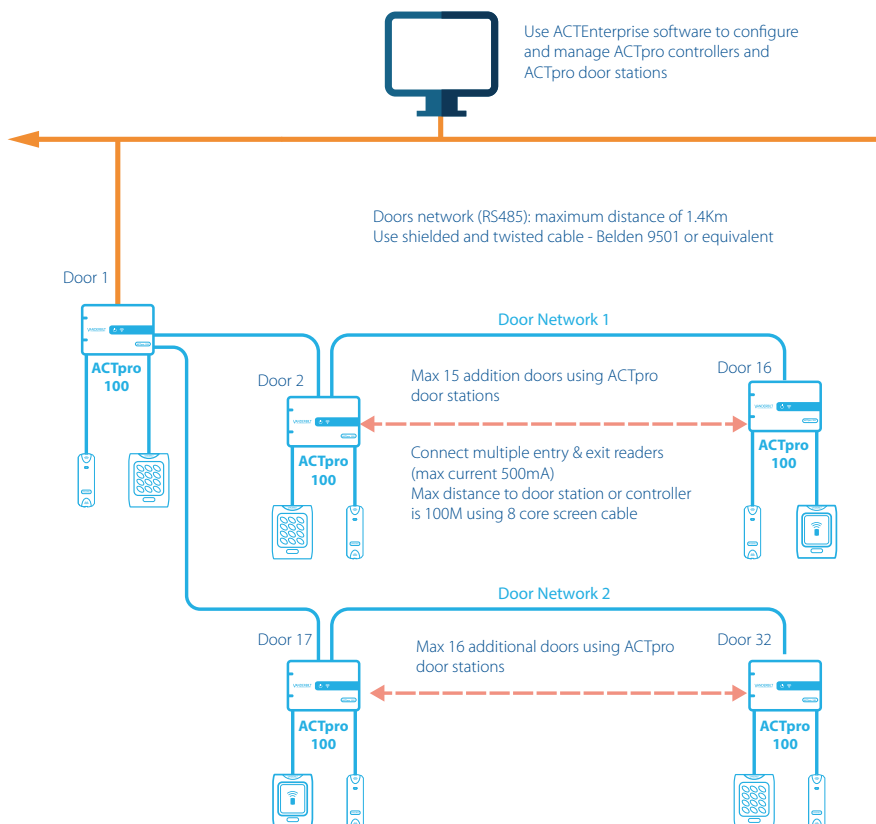 Use ACTEnterprise software to configure
and manage ACTpro controllers and
ACTpro door stations
Doors network (RS485): maximum distance of 1.4Km
Use shielded and twisted cable - Belden 9501 or equivalent
Door 1
ACTpro
100
Door Network 1
Door 2
Max 15 addition doors using ACTpro
door stations
Door 16
ACTpro
100
Connect multiple entry & exit readers
(max current 500mA)
Max distance to door station or controller
is 100M using 8 core screen cable
ACTpro
100
Door Network 2
Door 17
Max 16 additional doors using ACTpro
door stations
Door 32
ACTpro
100
ACTpro
100